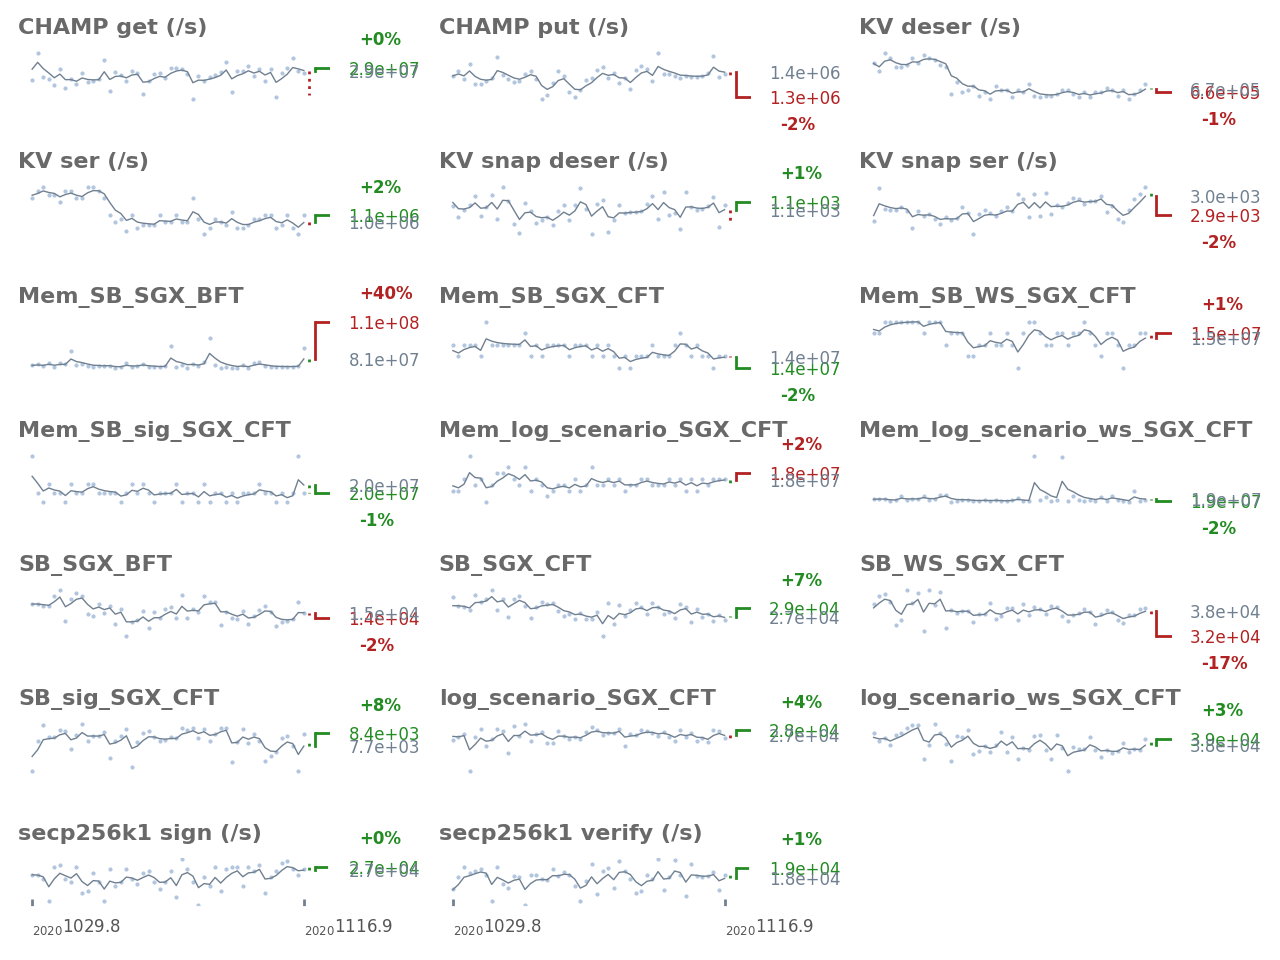 CHAMP get (/s)
+0%
2.9e+07
2.9e+07
CHAMP put (/s)
1.4e+06
1.3e+06
-2%
KV deser (/s)
6.7e+05
6.6e+05
-1%
KV ser (/s)
+2%
1.1e+06
1.0e+06
KV snap deser (/s)
+1%
1.1e+03
1.1e+03
KV snap ser (/s)
3.0e+03
2.9e+03
-2%
Mem_SB_SGX_BFT
+40%
1.1e+08
8.1e+07
Mem_SB_SGX_CFT
1.4e+07
1.4e+07
-2%
Mem_SB_WS_SGX_CFT
+1%
1.5e+07
1.5e+07
Mem_SB_sig_SGX_CFT
2.0e+07
2.0e+07
-1%
Mem_log_scenario_SGX_CFT
+2%
1.8e+07
1.8e+07
Mem_log_scenario_ws_SGX_CFT
1.9e+07
1.9e+07
-2%
SB_SGX_BFT
1.5e+04
1.4e+04
-2%
SB_SGX_CFT
+7%
2.9e+04
2.7e+04
SB_WS_SGX_CFT
3.8e+04
3.2e+04
-17%
SB_sig_SGX_CFT
+8%
8.4e+03
7.7e+03
log_scenario_SGX_CFT
+4%
2.8e+04
2.7e+04
log_scenario_ws_SGX_CFT
+3%
3.9e+04
3.8e+04
secp256k1 sign (/s)
+0%
2.7e+04
2.7e+04
secp256k1 verify (/s)
+1%
1.9e+04
1.8e+04
20201029.8
20201116.9
20201029.8
20201116.9